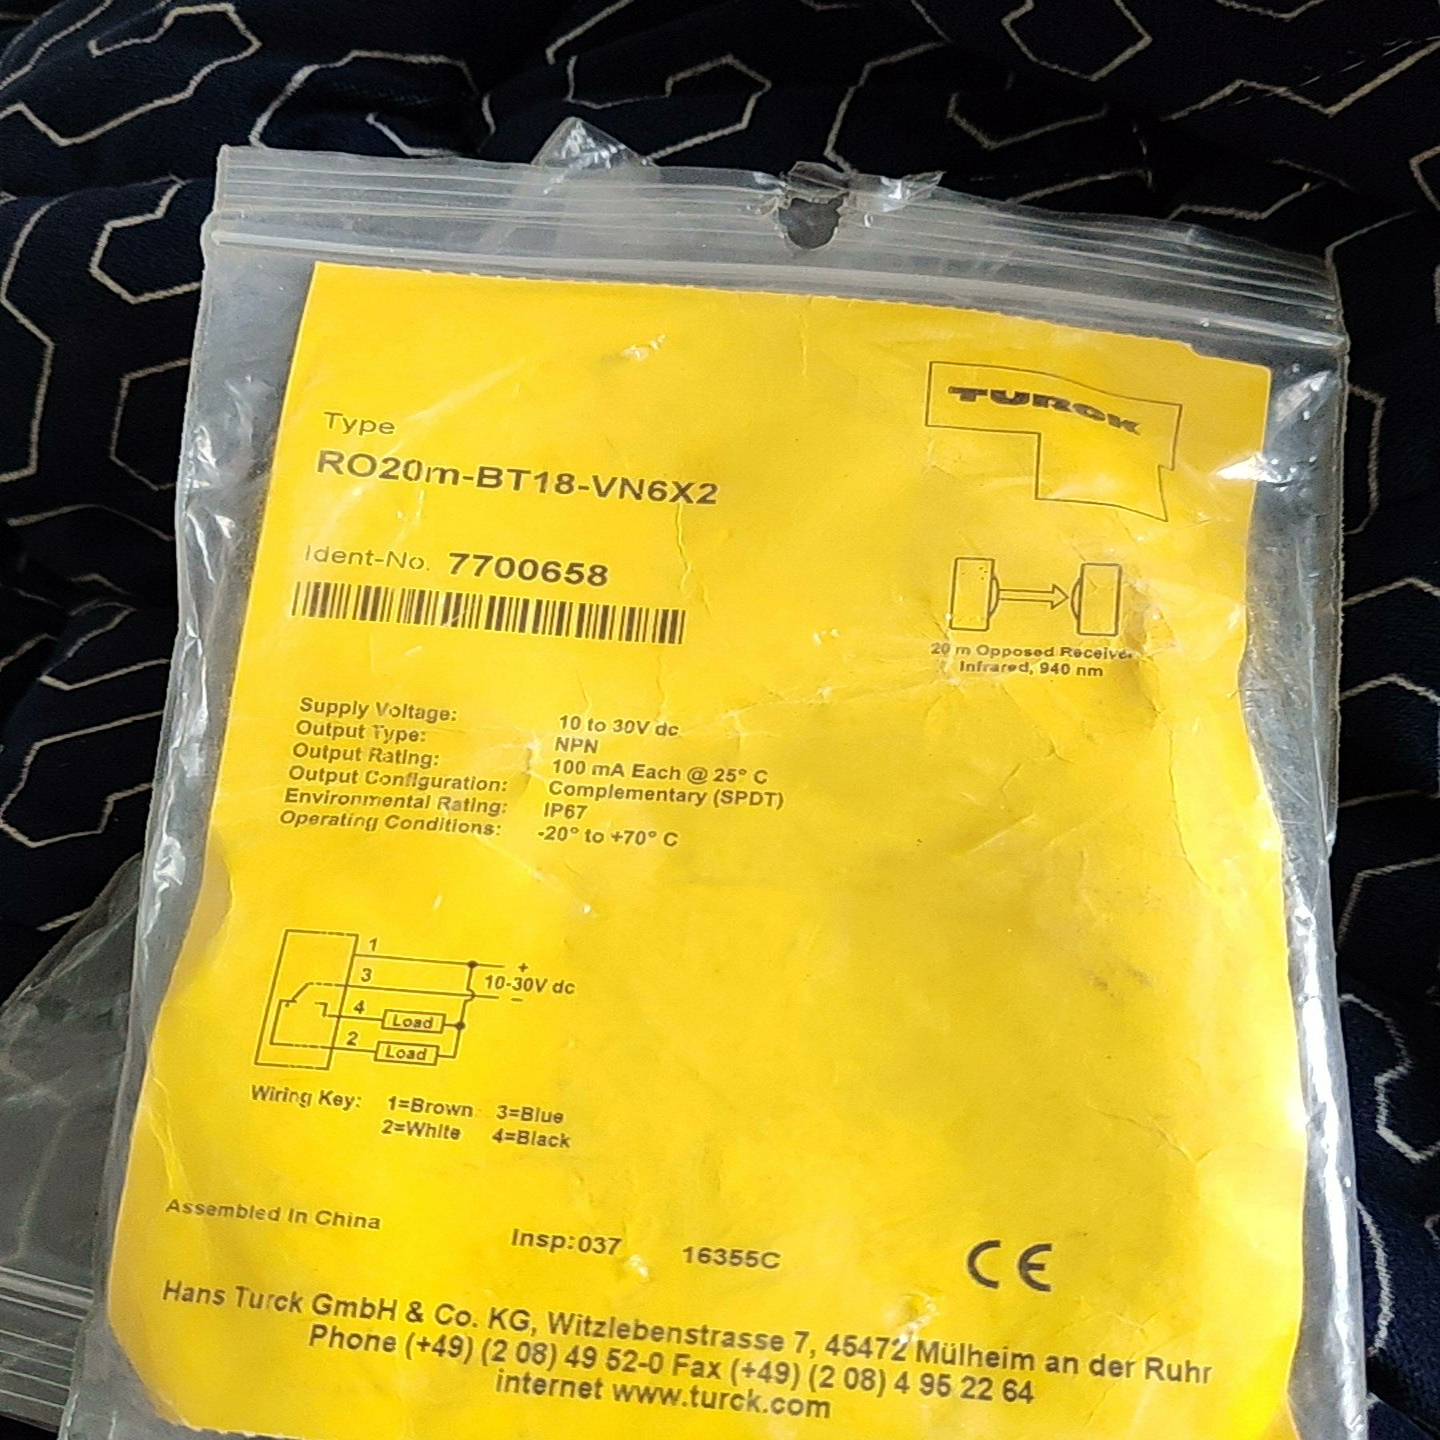 TURCK
Type
RO20m-BT18-VN6X2
Ident-No. 7700658
20 m Opposed Receiver
Infrared, 940 nm
Supply Voltage: 10 to 30V dc
Output Type: NPN
Output Rating: 100 mA Each @ 25° C
Output Configuration: Complementary (SPDT)
Environmental Rating: IP67
Operating Conditions: -20° to +70° C
1
+
3
10-30V dc
-
4
Load
2
Load
Wiring Key: 1=Brown 3=Blue
2=White 4=Black
Assembled In China
Insp:037 16355C
CE
Hans Turck GmbH & Co. KG, Witzlebenstrasse 7, 45472 Mülheim an der Ruhr
Phone (+49) (2 08) 49 52-0 Fax (+49) (2 08) 4 95 22 64
internet www.turck.com